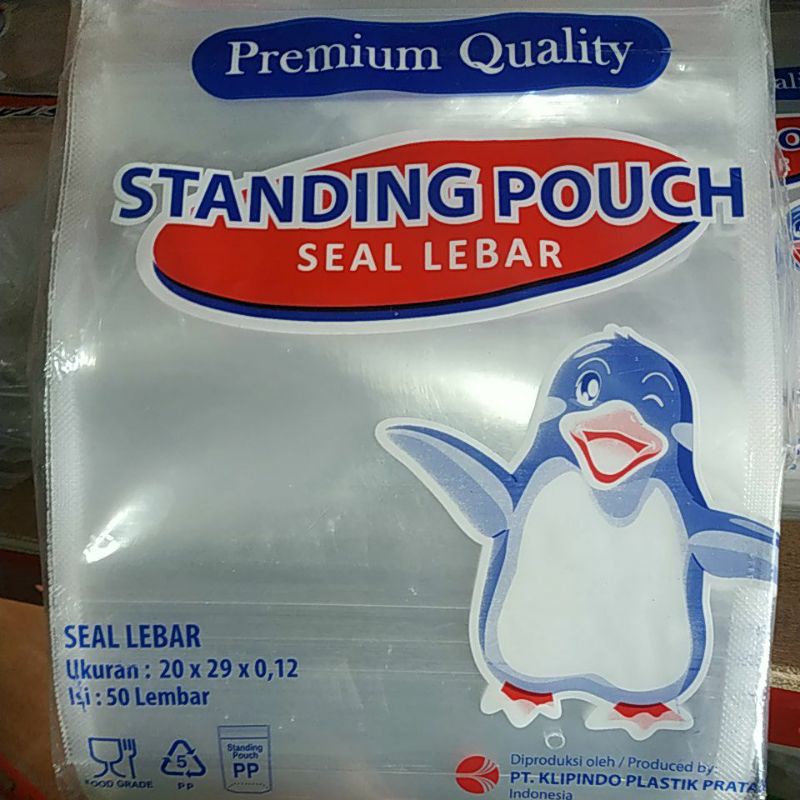 Premium Quality
STANDING POUCH
SEAL LEBAR
SEAL LEBAR
Ukuran : 20 x 29 x 0,12
Isi : 50 Lembar
FOOD GRADE
5
PP
Standing
Pouch
PP
Diproduksi oleh / Produced by:
PT. KLIPINDO PLASTIK PRATAMA
Indonesia